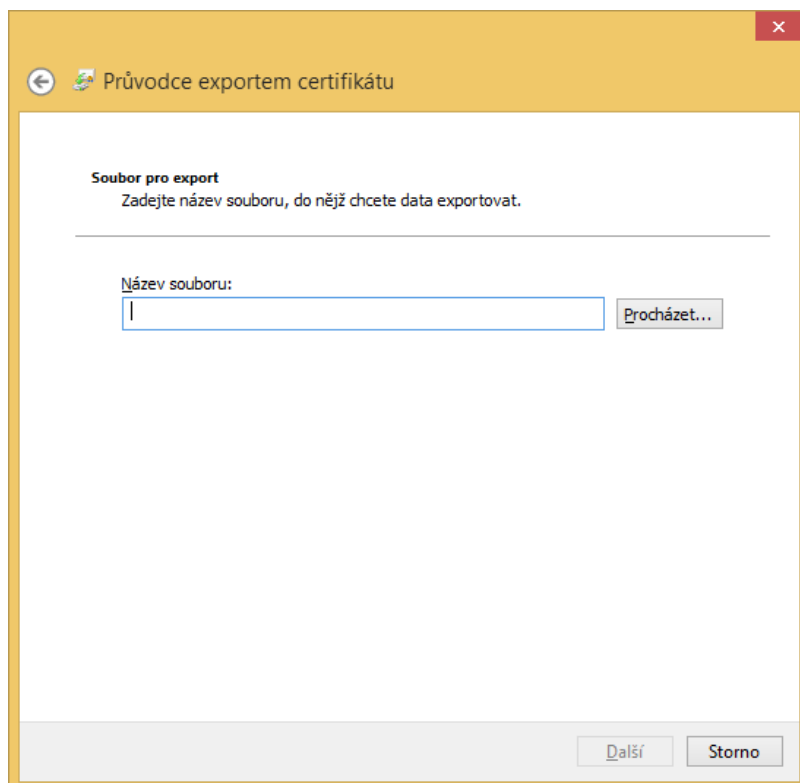 Průvodce exportem certifikátu
Soubor pro export
Zadejte název souboru, do nějž chcete data exportovat.
Název souboru:
Procházet...
Další
Storno